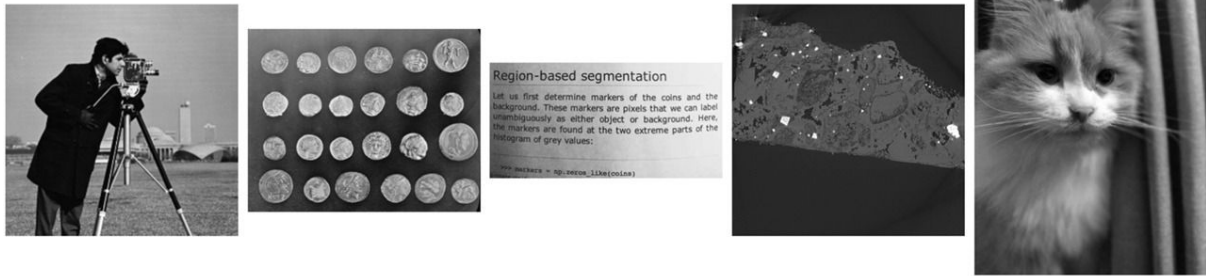 Region-based segmentation
Let us first determine markers of the coins and the
background. These markers are pixels that we can label
unambiguously as either object or background. Here,
the markers are found at the two extreme parts of the
histogram of grey values:
>>> markers = np.zeros_like(coins)